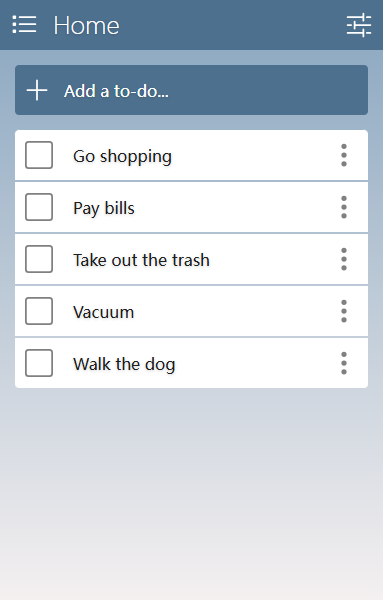 Home
Add a to-do...
Go shopping
Pay bills
Take out the trash
Vacuum
Walk the dog